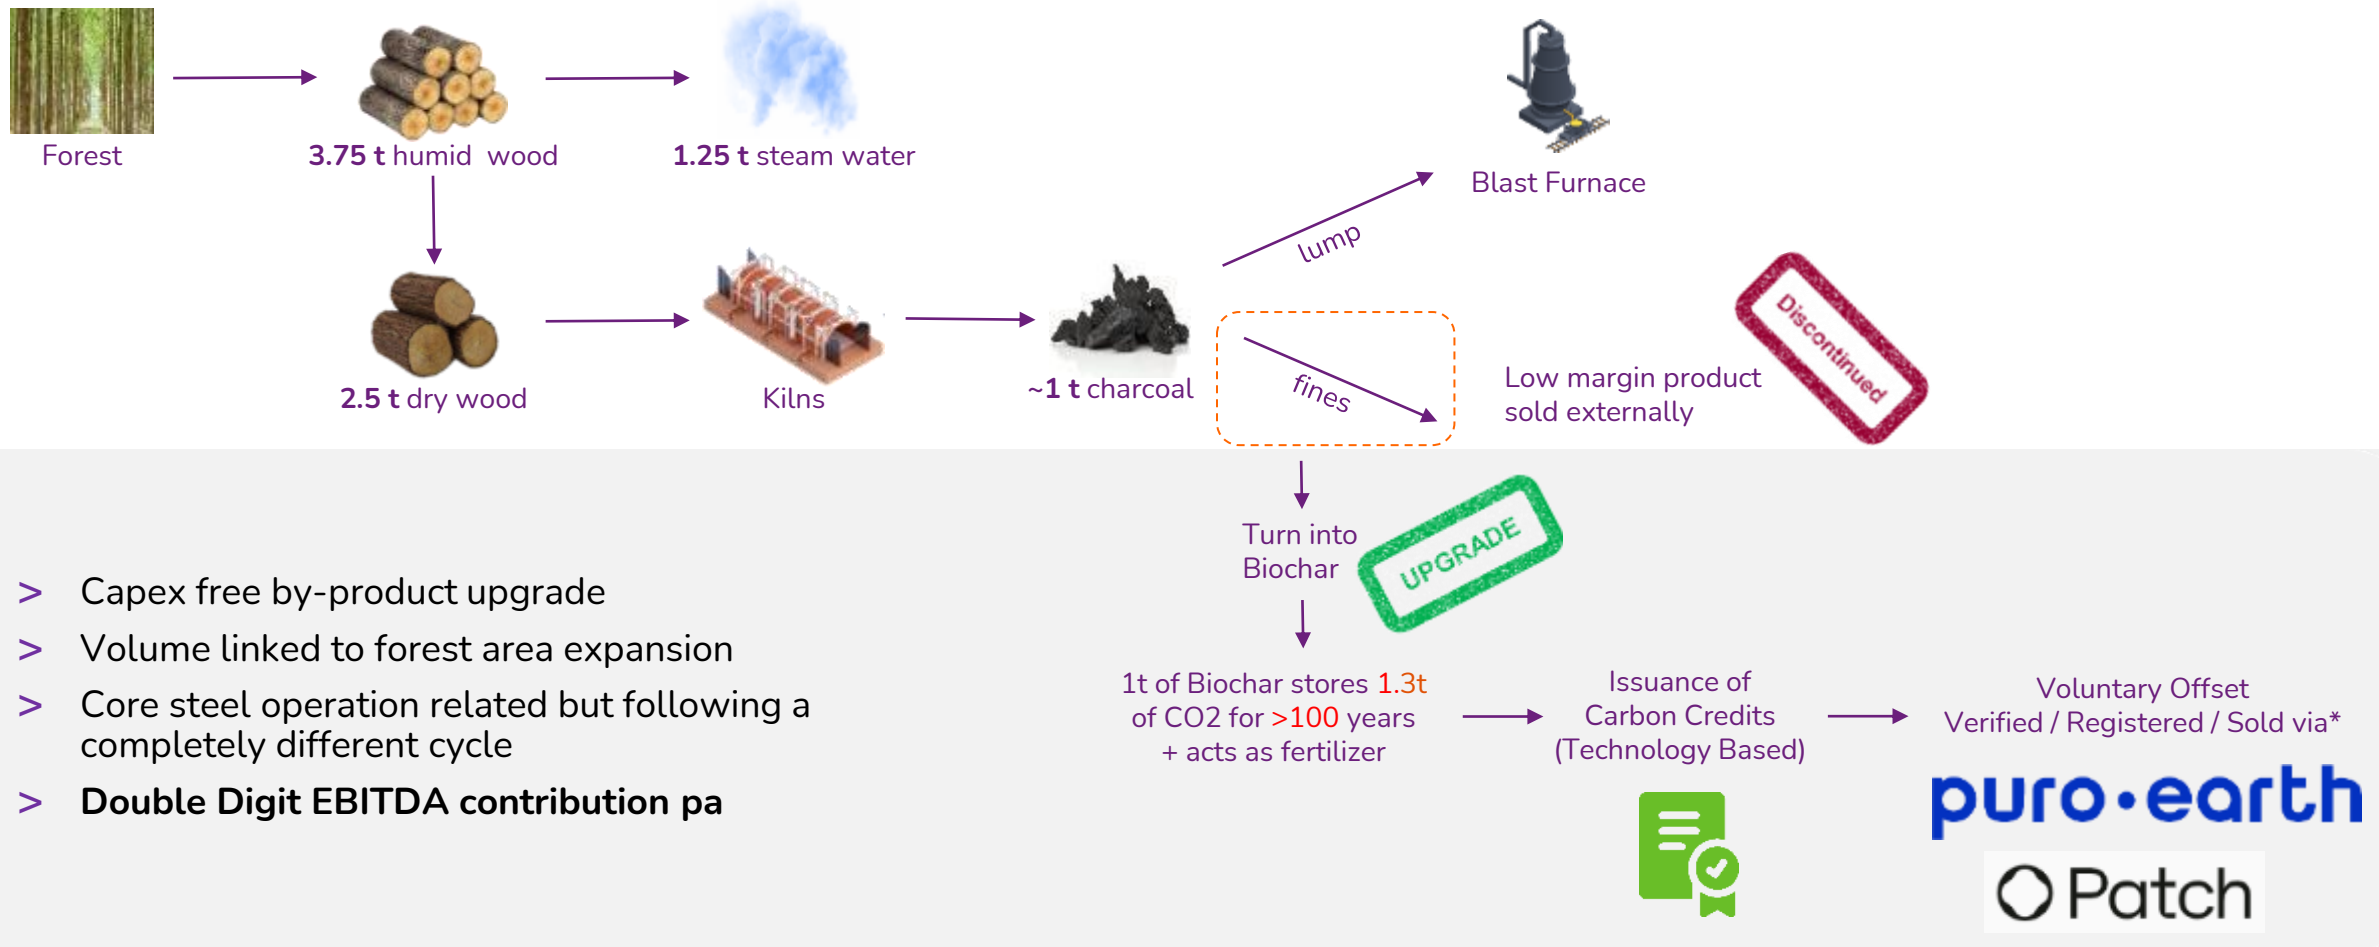 Forest
3.75 t humid wood
1.25 t steam water
Blast Furnace
lump
2.5 t dry wood
Kilns
~1 t charcoal
fines
Low margin product
sold externally
Discontinued
Turn into
Biochar
UPGRADE
> Capex free by-product upgrade
> Volume linked to forest area expansion
> Core steel operation related but following a
completely different cycle
> Double Digit EBITDA contribution pa
1t of Biochar stores 1.3t
of CO2 for >100 years
+ acts as fertilizer
Issuance of
Carbon Credits
(Technology Based)
Voluntary Offset
Verified / Registered / Sold via*
puro·earth
Patch